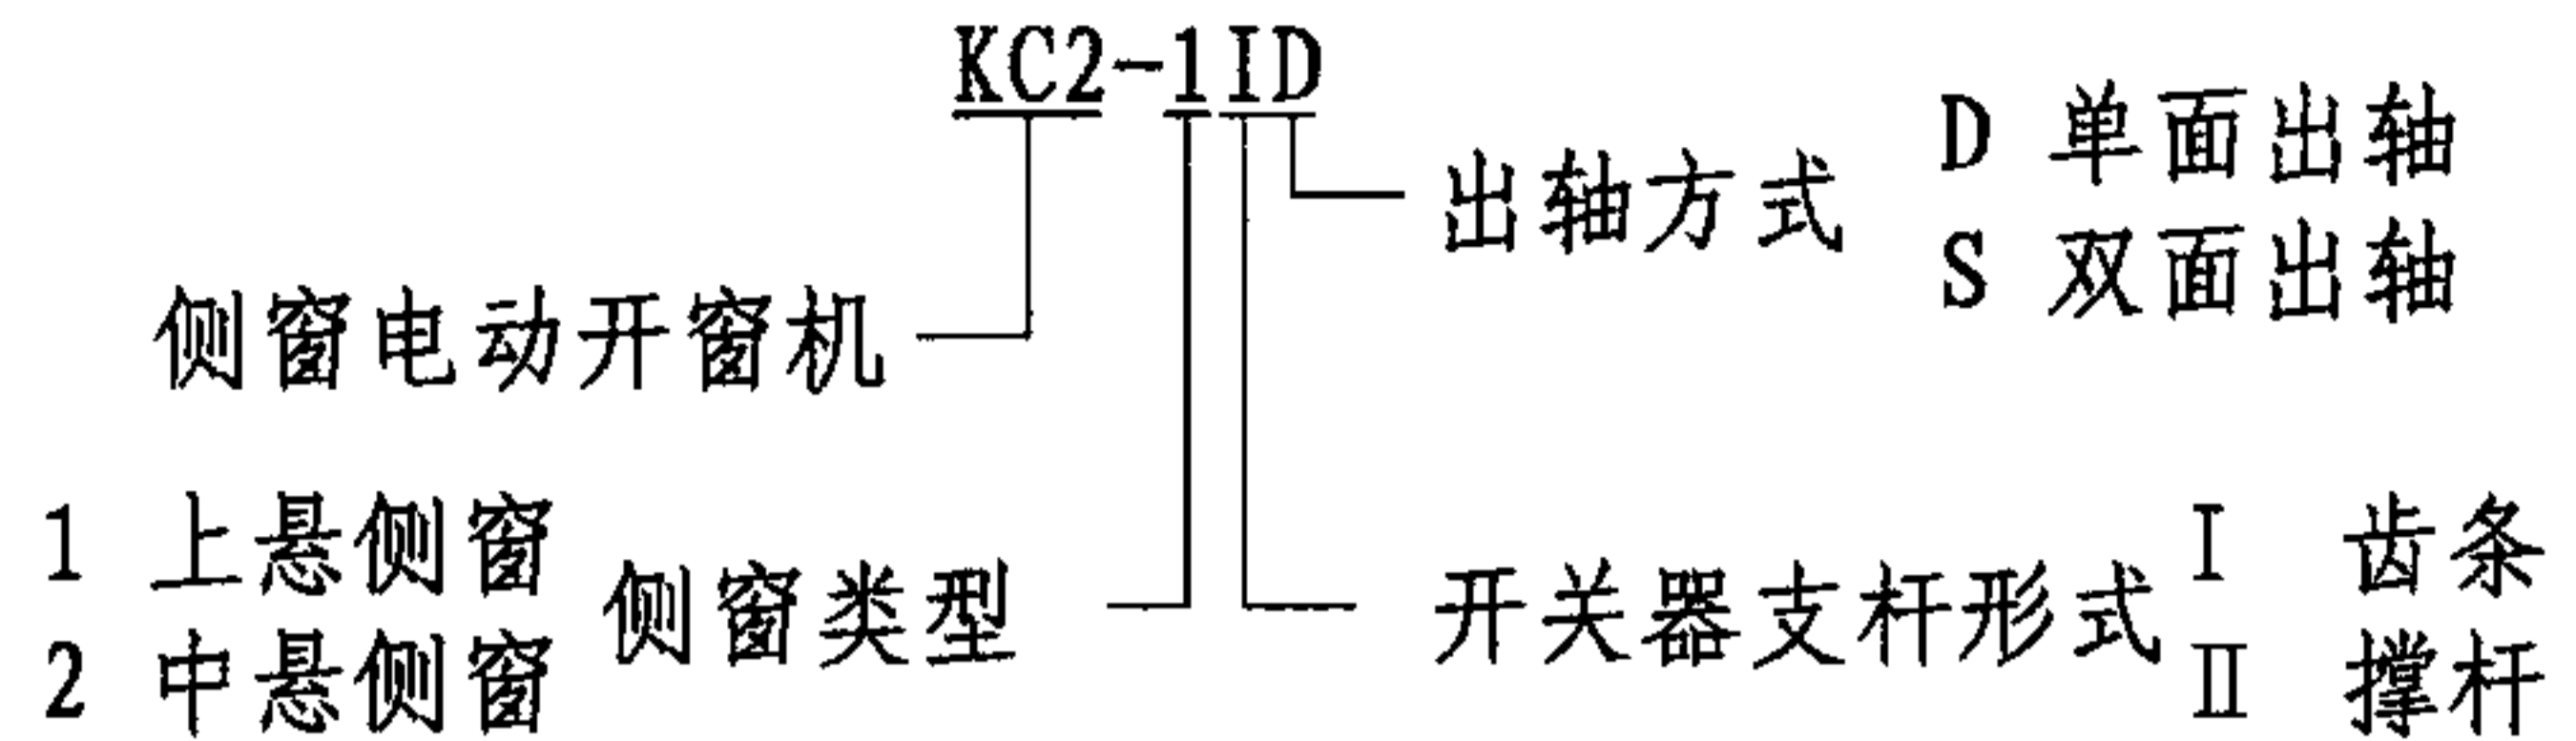 KC2-1ID
D 单面出轴
出轴方式
S 双面出轴
侧窗电动开窗机
1 上悬侧窗
侧窗类型
2 中悬侧窗
开关器支杆形式
I 齿条
II 撑杆